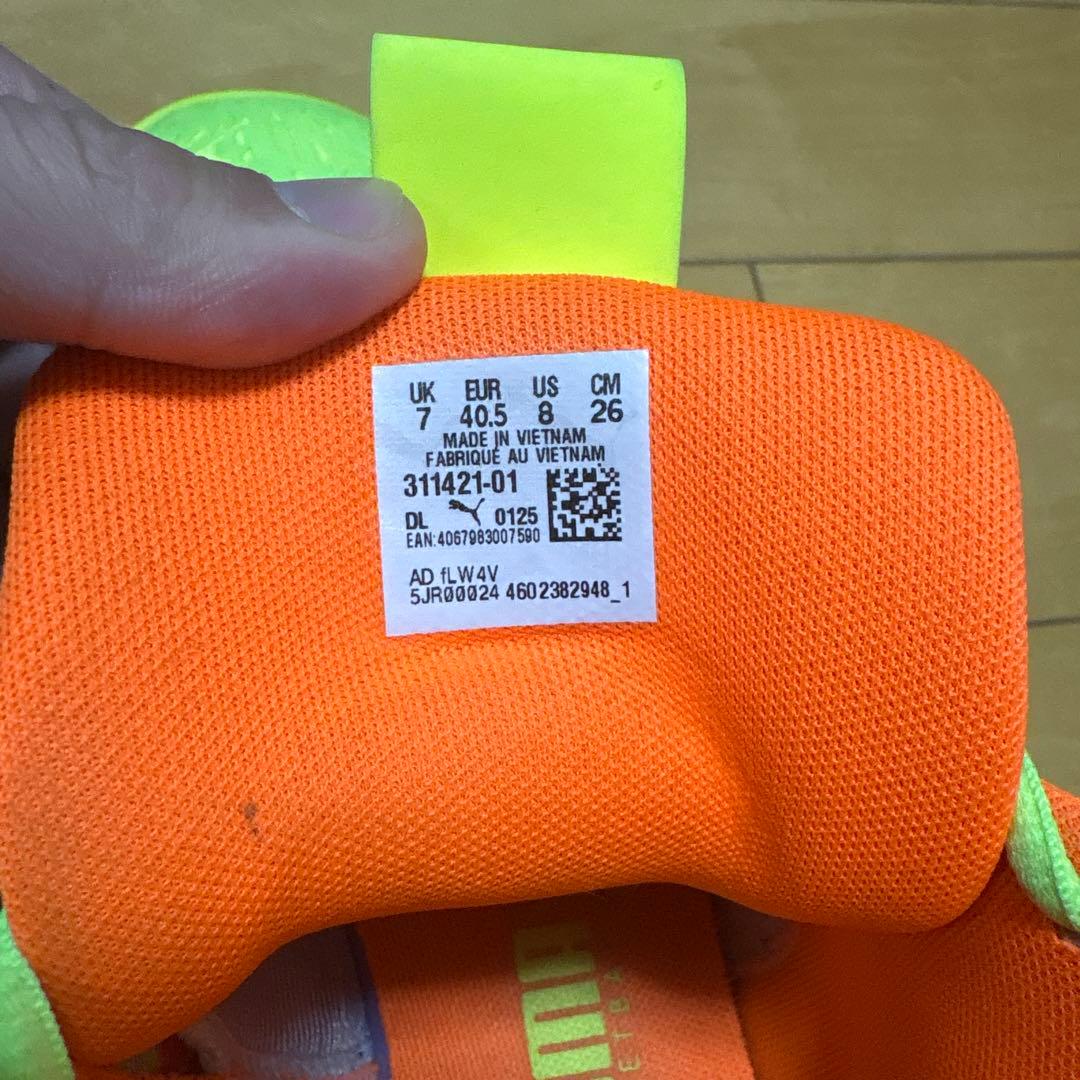 UK EUR US CM
7 40.5 8 26
MADE IN VIETNAM
FABRIQUÉ AU VIETNAM
311421-01
DL 0125
EAN:4067983007590
AD fLW4V
5JR00024 4602382948_1